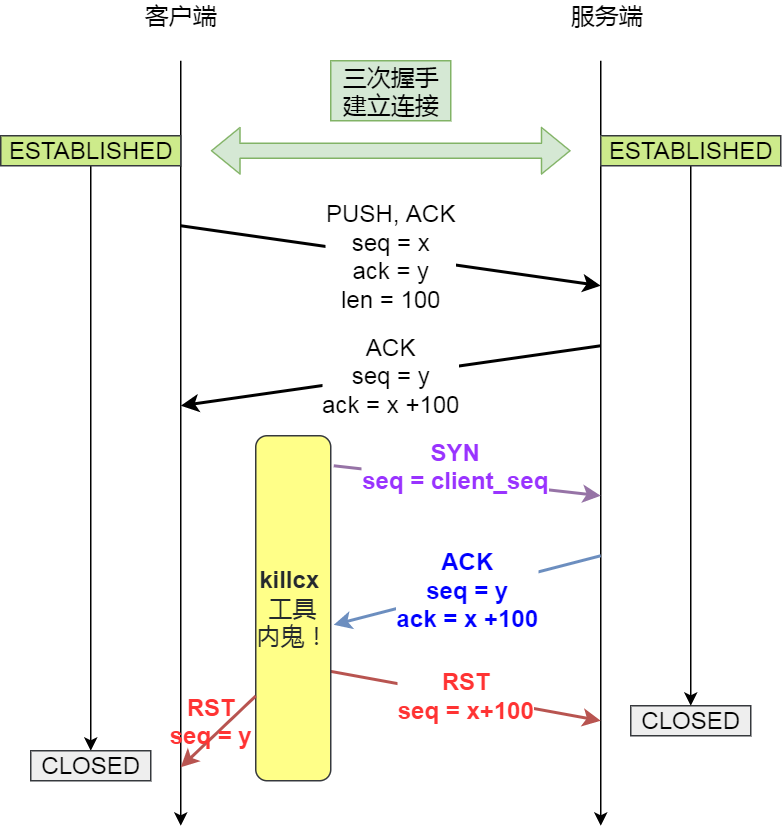 客户端
服务端
三次握手
建立连接
ESTABLISHED
ESTABLISHED
PUSH, ACK
seq = x
ack = y
len = 100
ACK
seq = y
ack = x +100
SYN
seq = client_seq
ACK
seq = y
ack = x +100
killcx
工具
内鬼！
RST
seq = x+100
RST
seq = y
CLOSED
CLOSED